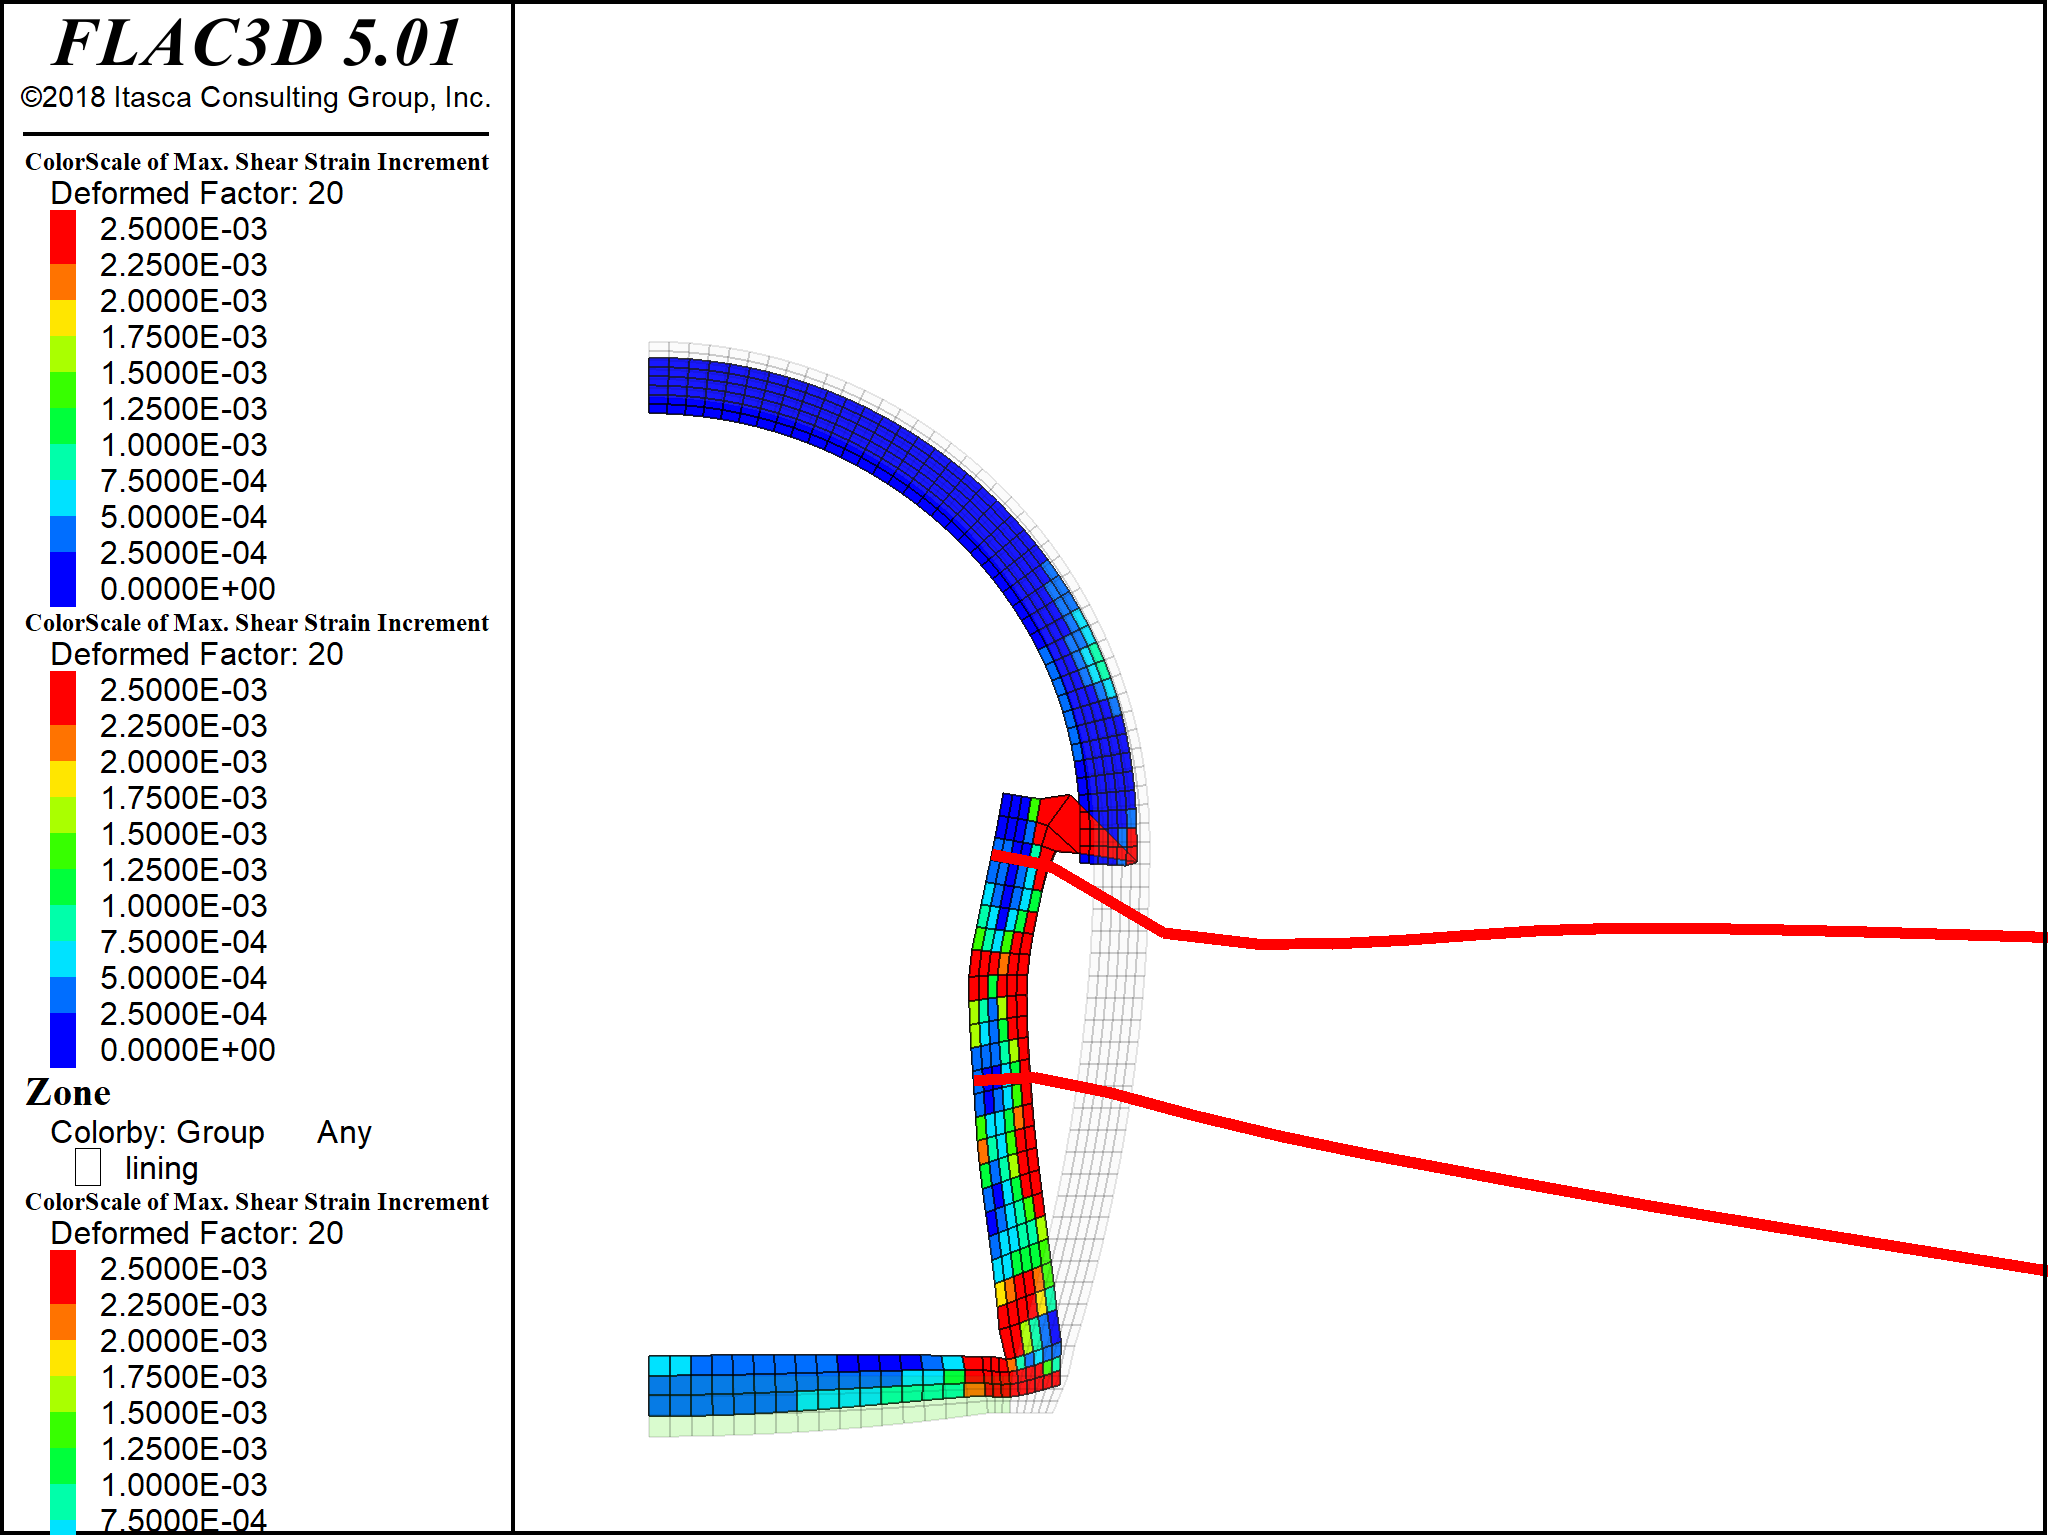 FLAC3D 5.01
©2018 Itasca Consulting Group, Inc.
ColorScale of Max. Shear Strain Increment
Deformed Factor: 20
2.5000E-03
2.2500E-03
2.0000E-03
1.7500E-03
1.5000E-03
1.2500E-03
1.0000E-03
7.5000E-04
5.0000E-04
2.5000E-04
0.0000E+00
ColorScale of Max. Shear Strain Increment
Deformed Factor: 20
2.5000E-03
2.2500E-03
2.0000E-03
1.7500E-03
1.5000E-03
1.2500E-03
1.0000E-03
7.5000E-04
5.0000E-04
2.5000E-04
0.0000E+00
Zone
Colorby: Group Any
lining
ColorScale of Max. Shear Strain Increment
Deformed Factor: 20
2.5000E-03
2.2500E-03
2.0000E-03
1.7500E-03
1.5000E-03
1.2500E-03
1.0000E-03
7.5000E-04